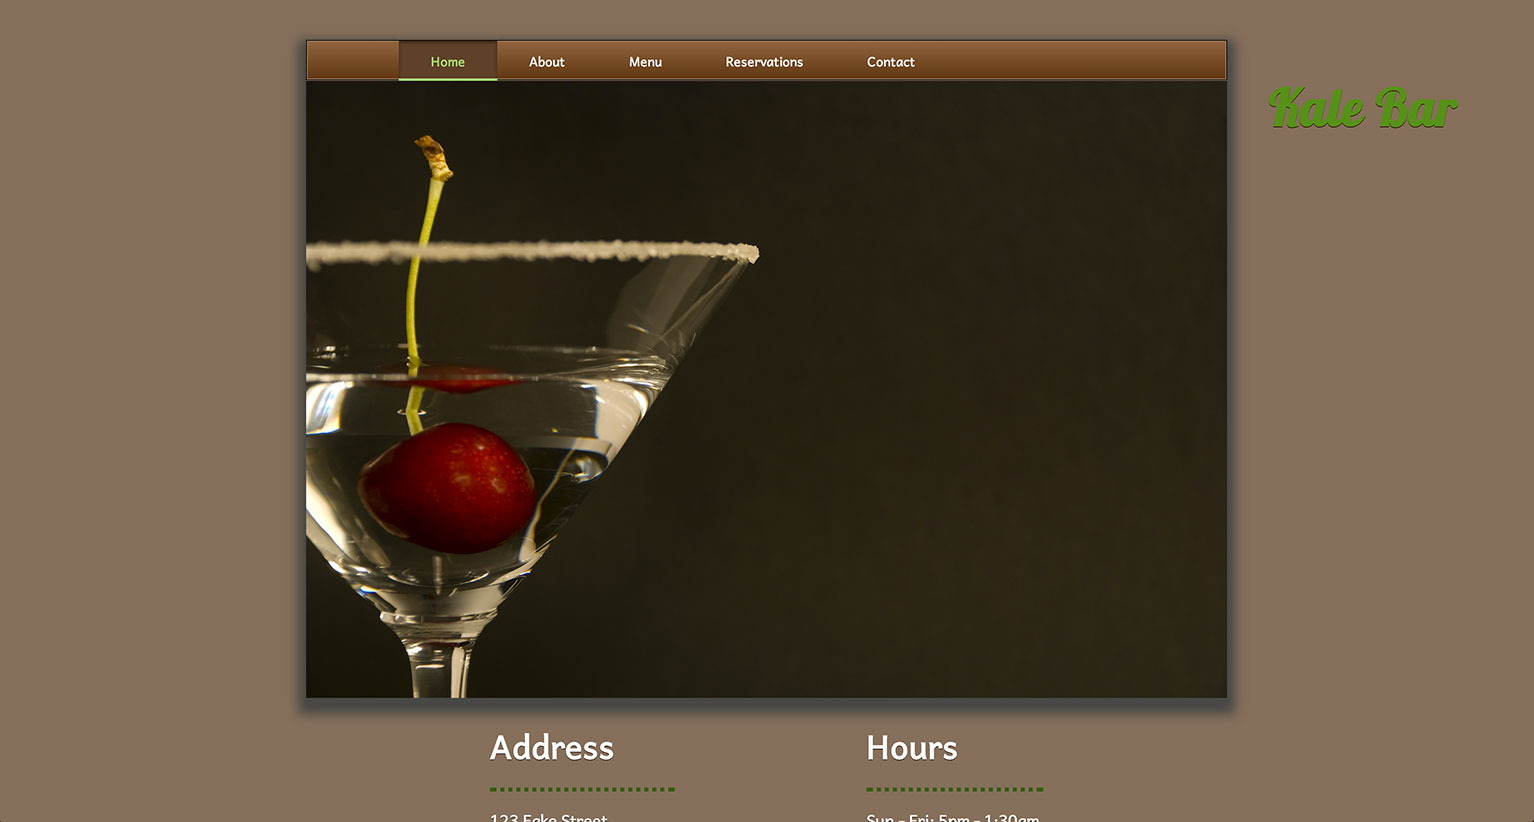 Home About Menu Reservations Contact
Kale Bar
Address Hours
123 Fake Street
Sun - Fri: 5pm - 1:30am